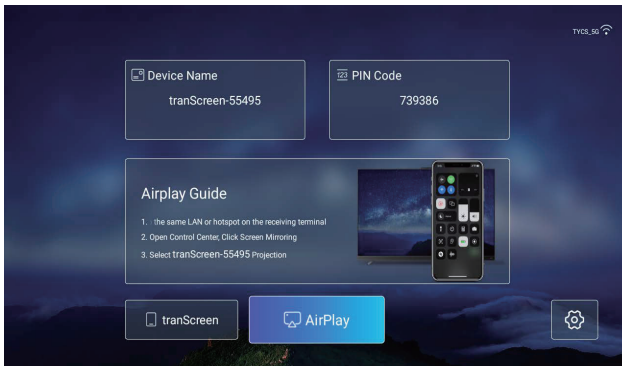 TYCS_5G
Device Name
tranScreen-55495
123 PIN Code
739386
Airplay Guide
1. the same LAN or hotspot on the receiving terminal
2. Open Control Center, Click Screen Mirroring
3. Select tranScreen-55495 Projection
tranScreen
AirPlay